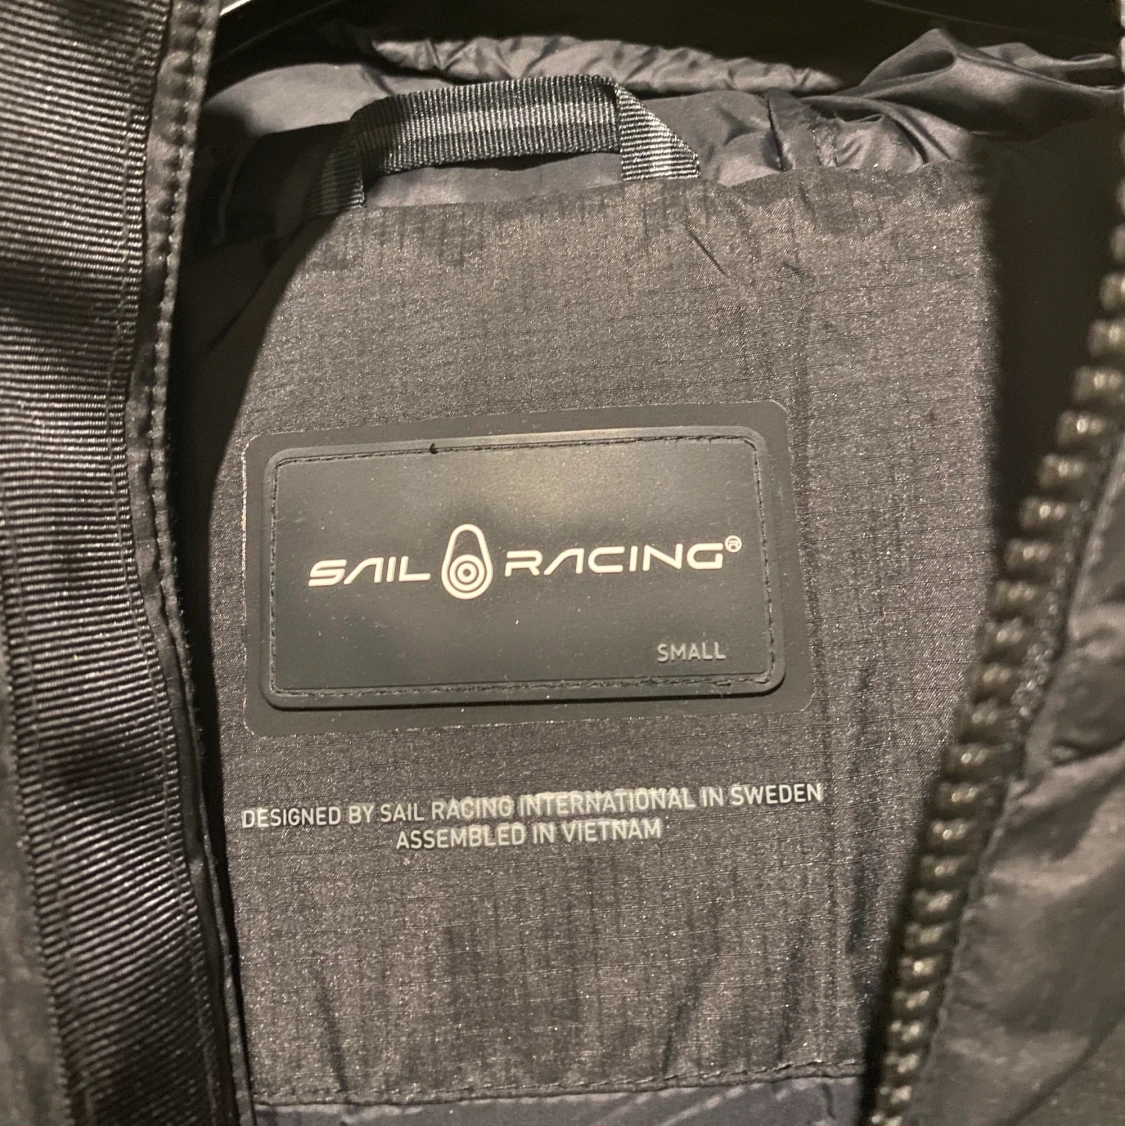 SAIL RACING®
SMALL
DESIGNED BY SAIL RACING INTERNATIONAL IN SWEDEN
ASSEMBLED IN VIETNAM